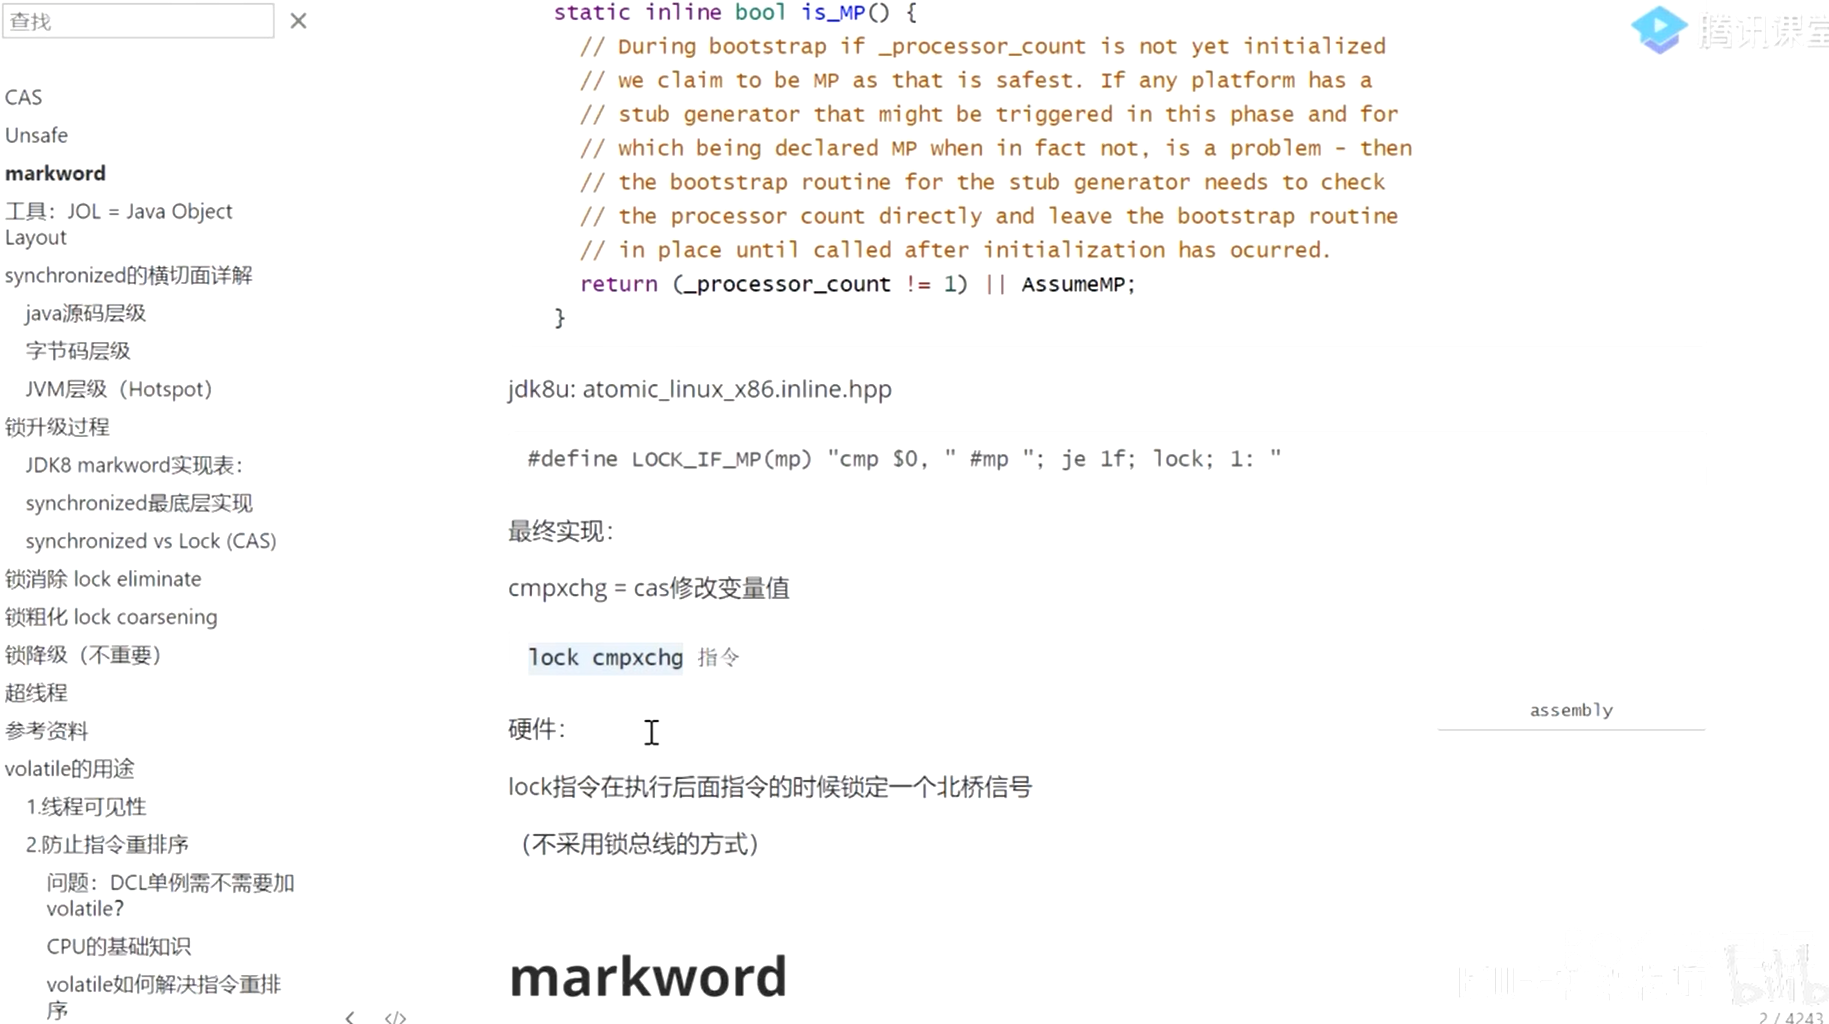 查找
CAS
Unsafe
markword
工具：JOL = Java Object
Layout
synchronized的横切面详解
java源码层级
字节码层级
JVM层级（Hotspot）
锁升级过程
JDK8 markword实现表：
synchronized最底层实现
synchronized vs Lock (CAS)
锁消除 lock eliminate
锁粗化 lock coarsening
锁降级（不重要）
超线程
参考资料
volatile的用途
1.线程可见性
2.防止指令重排序
问题：DCL单例需不需要加
volatile?
CPU的基础知识
volatile如何解决指令重排
序
static inline bool is_MP() {
// During bootstrap if _processor_count is not yet initialized
// we claim to be MP as that is safest. If any platform has a
// stub generator that might be triggered in this phase and for
// which being declared MP when in fact not, is a problem - then
// the bootstrap routine for the stub generator needs to check
// the processor count directly and leave the bootstrap routine
// in place until called after initialization has ocurred.
return (_processor_count != 1) || AssumeMP;
}
jdk8u: atomic_linux_x86.inline.hpp
#define LOCK_IF_MP(mp) "cmp $0, " #mp "; je 1f; lock; 1: "
最终实现：
cmpxchg = cas修改变量值
lock cmpxchg 指令
assembly
硬件：
lock指令在执行后面指令的时候锁定一个北桥信号
（不采用锁总线的方式）
markword
腾讯课堂
2 / 4243